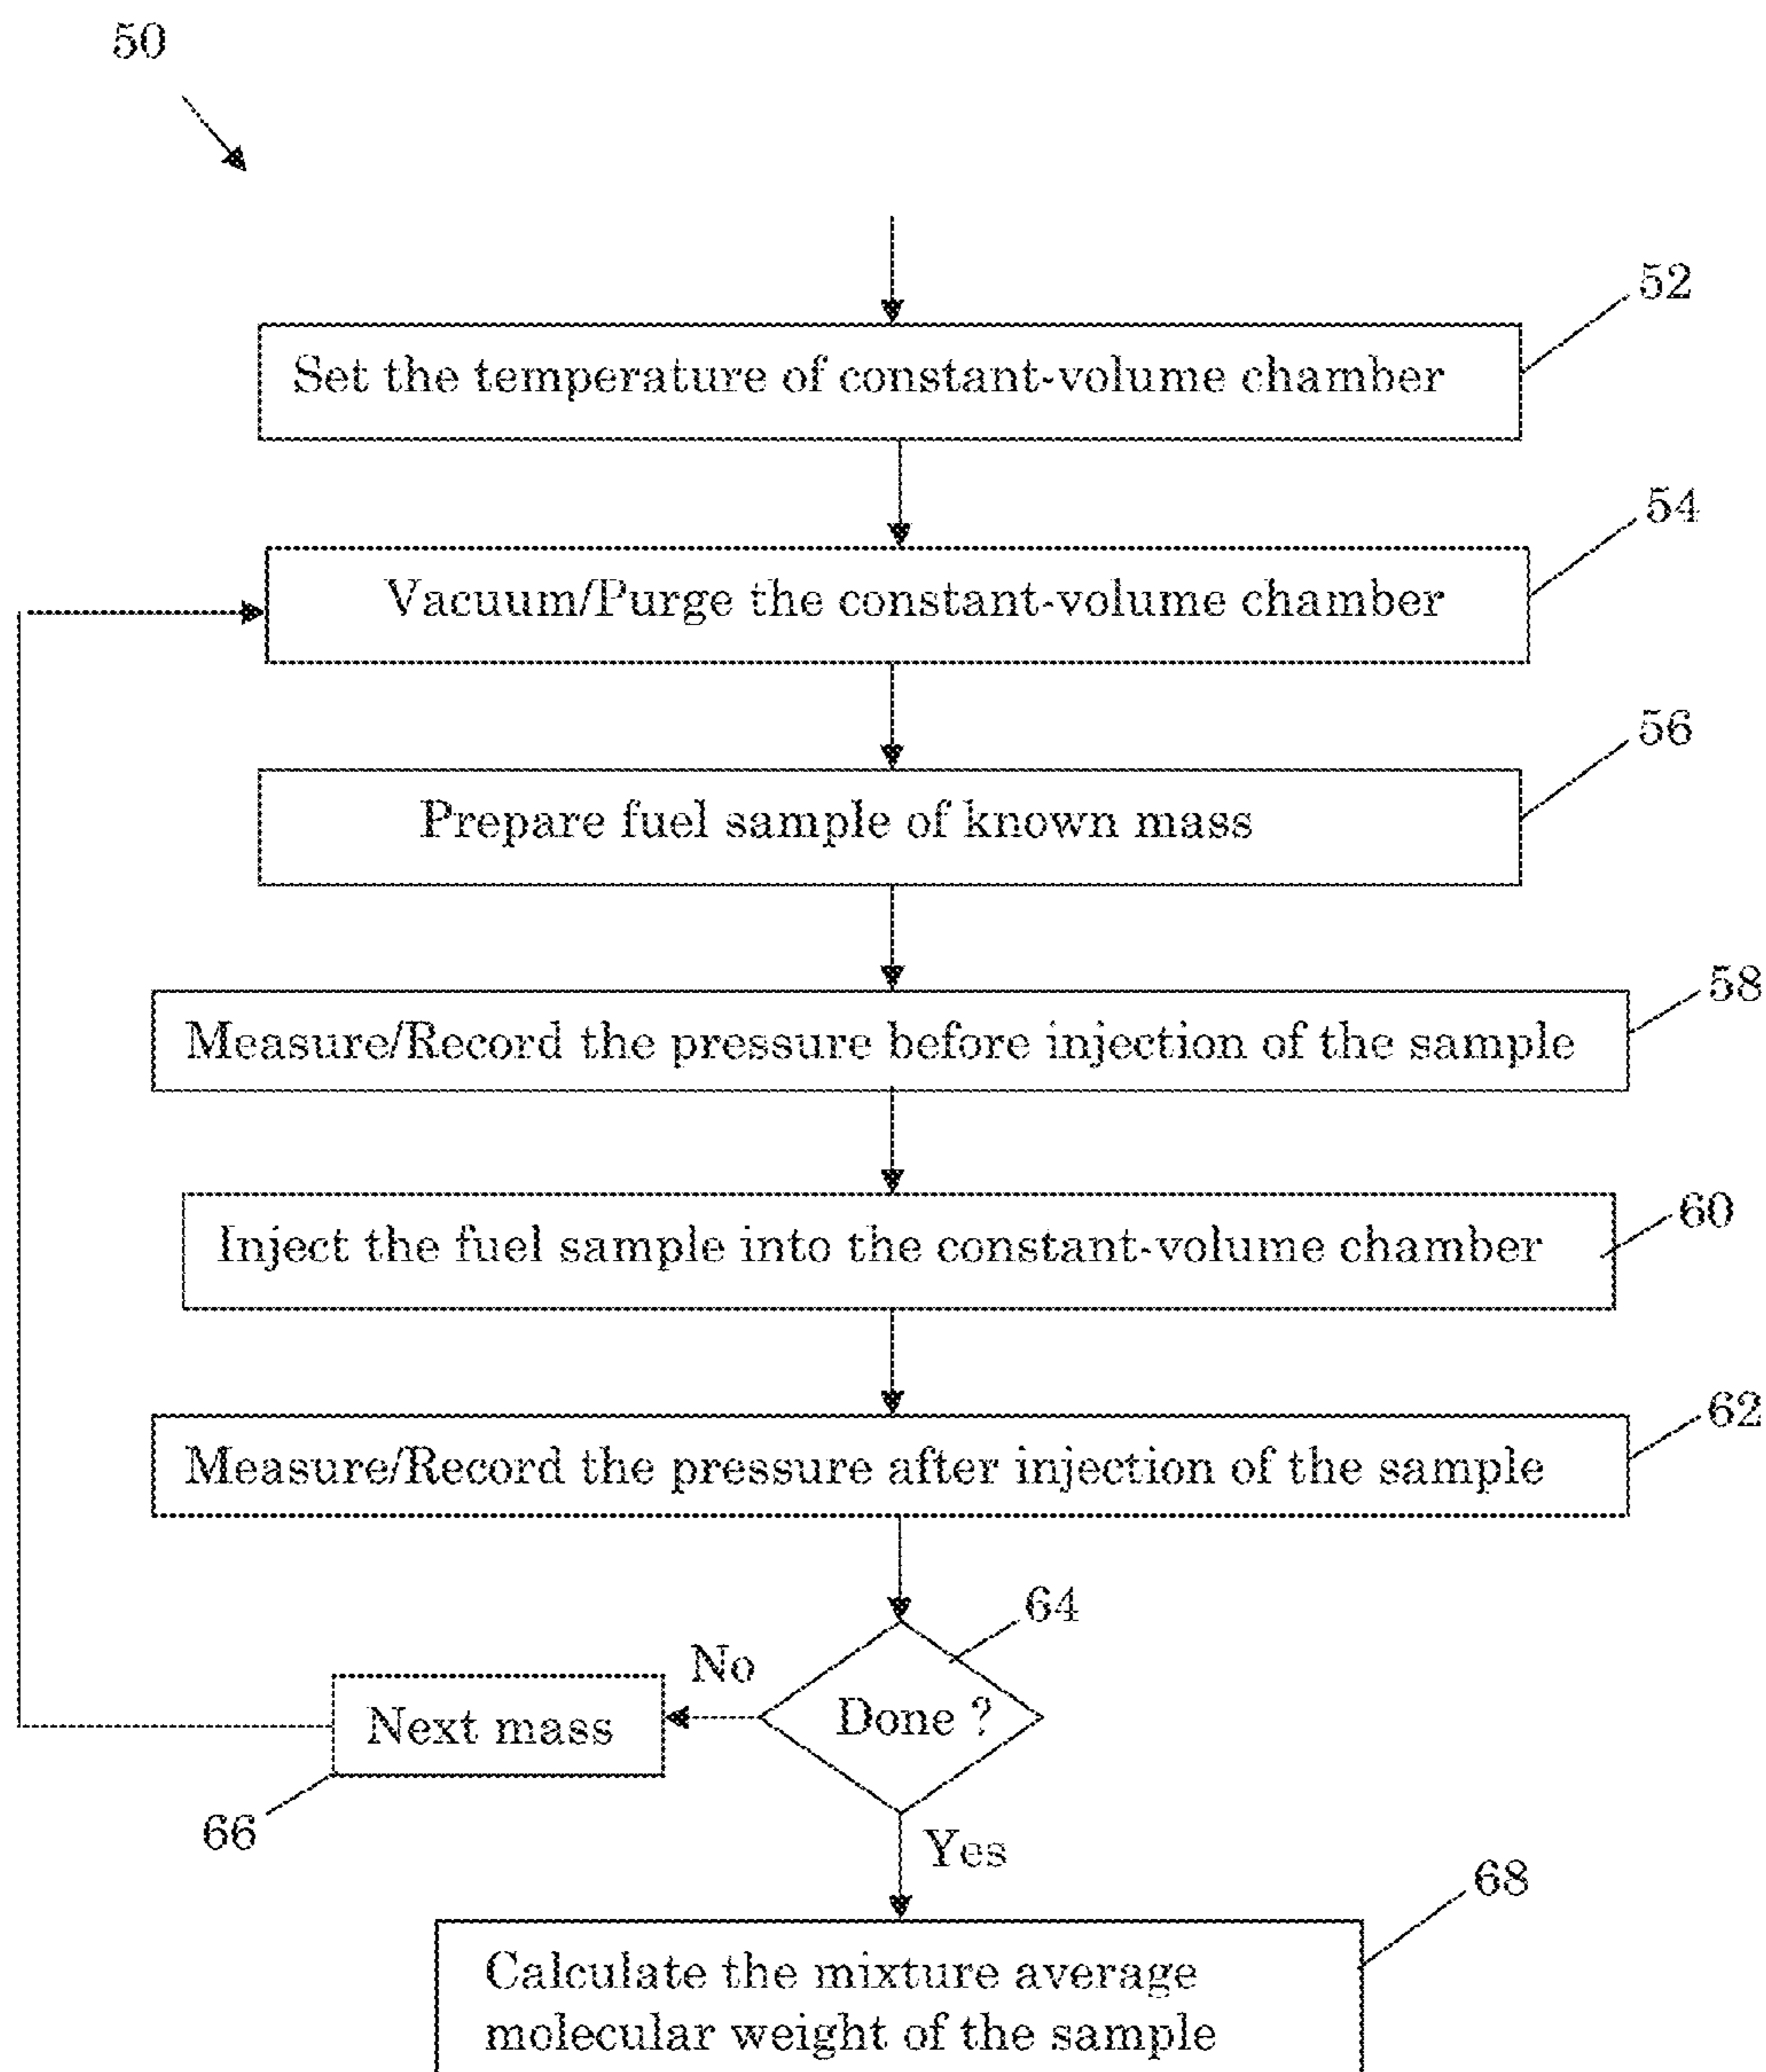 50
52
Set the temperature of constant-volume chamber
54
Vacuum/Purge the constant-volume chamber
56
Prepare fuel sample of known mass
58
Measure/Record the pressure before injection of the sample
60
Inject the fuel sample into the constant-volume chamber
62
Measure/Record the pressure after injection of the sample
64
No
Done ?
Next mass
66
Yes
68
Calculate the mixture average
molecular weight of the sample